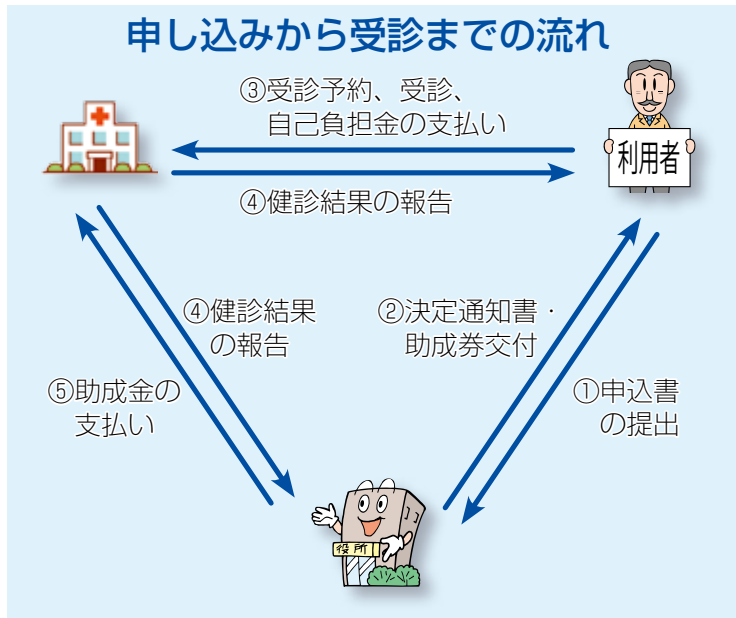 申し込みから受診までの流れ
③受診予約、受診、
自己負担金の支払い
利用者
④健診結果の報告
④健診結果
の報告
②決定通知書・
助成券交付
⑤助成金の
支払い
①申込書
の提出
役所